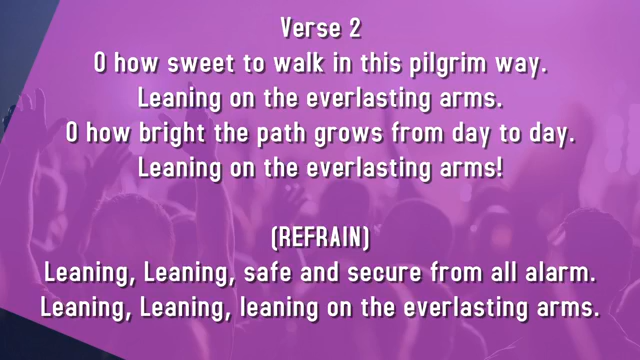 Verse 2
O how sweet to walk in this pilgrim way.
Leaning on the everlasting arms.
O how bright the path grows from day to day.
Leaning on the everlasting arms!
(REFRAIN)
Leaning, Leaning, safe and secure from all alarm.
Leaning, Leaning, leaning on the everlasting arms.